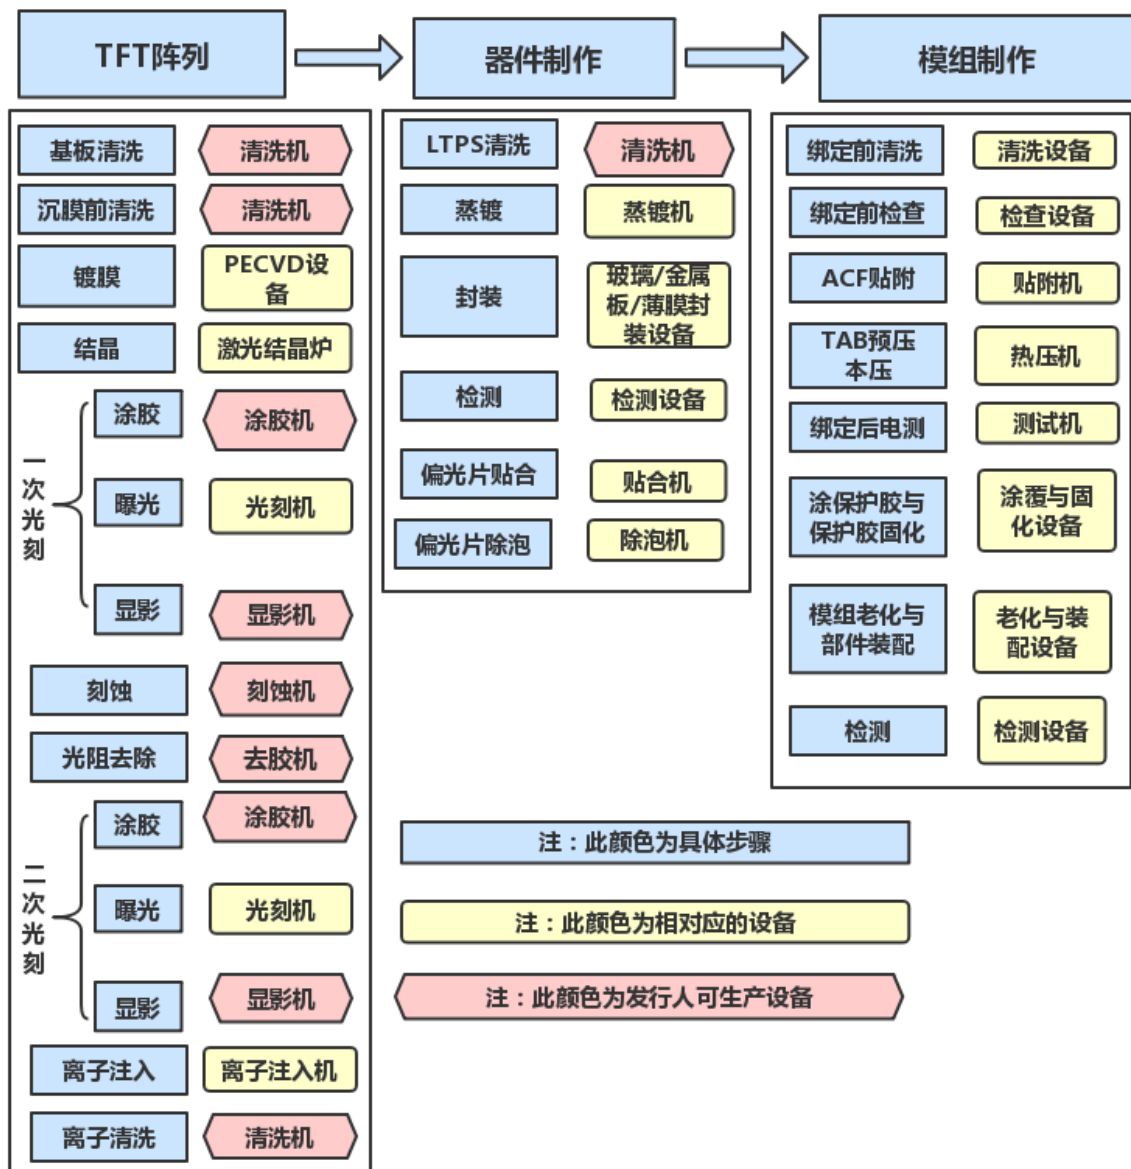 TFT阵列
器件制作
模组制作
基板清洗
清洗机
沉膜前清洗
清洗机
镀膜
PECVD设
备
结晶
激光结晶炉
一次光刻
涂胶
涂胶机
曝光
光刻机
显影
显影机
刻蚀
刻蚀机
光阻去除
去胶机
二次光刻
涂胶
涂胶机
曝光
光刻机
显影
显影机
离子注入
离子注入机
离子清洗
清洗机
LTPS清洗
清洗机
蒸镀
蒸镀机
封装
玻璃/金属
板/薄膜封
装设备
检测
检测设备
偏光片贴合
贴合机
偏光片除泡
除泡机
绑定前清洗
清洗设备
绑定前检查
检查设备
ACF贴附
贴附机
TAB预压
本压
热压机
绑定后电测
测试机
涂保护胶与
保护胶固化
涂覆与固
化设备
模组老化与
部件装配
老化与装
配设备
检测
检测设备
注：此颜色为具体步骤
注：此颜色为相对应的设备
注：此颜色为发行人可生产设备